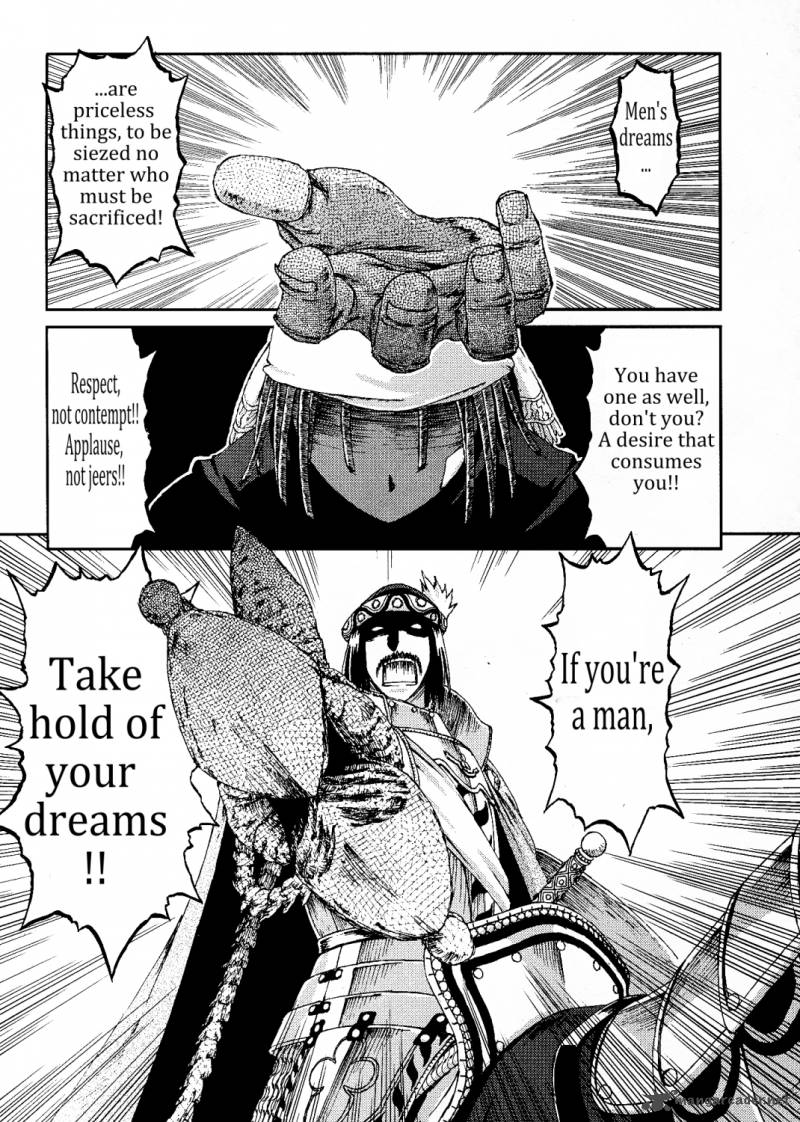 Men's
dreams
...
...are
priceless
things, to be
siezed no
matter who
must be
sacrificed!
You have
one as well,
don't you?
A desire that
consumes
you!!
Respect,
not contempt!!
Applause,
not jeers!!
If you're
a man,
Take
hold of
your
dreams
!!